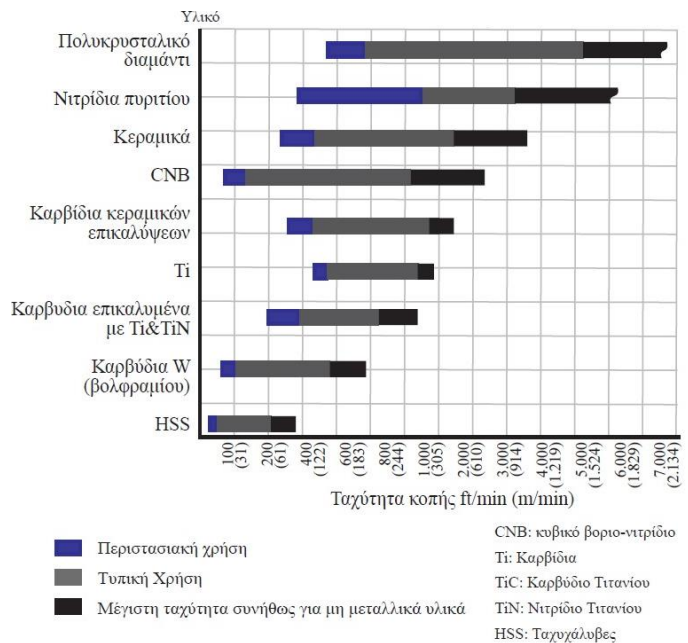 Υλικό
Πολυκρυσταλικό
διαμάντι
Νιτρίδια πυριτίου
Κεραμικά
CNB
Καρβίδια κεραμικών
επικαλύψεων
Ti
Καρβυδια επικαλυμένα
με Ti&TiN
Καρβύδια W
(βολφραμίου)
HSS
100
(31)
200
(61)
400
(122)
600
(183)
800
(244)
1.000
(305)
2.000
(610)
3.000
(914)
4.000
(1.219)
5.000
(1.524)
6.000
(1.829)
7.000
(2.134)
Ταχύτητα κοπής ft/min (m/min)
Περιστασιακή χρήση
Τυπική Χρήση
Μέγιστη ταχύτητα συνήθως για μη μεταλλικά υλικά
CNB: κυβικό βοριο-νιτρίδιο
Ti: Καρβίδια
TiC: Καρβύδιο Τιτανίου
TiN: Νιτρίδιο Τιτανίου
HSS: Ταχυχάλυβες